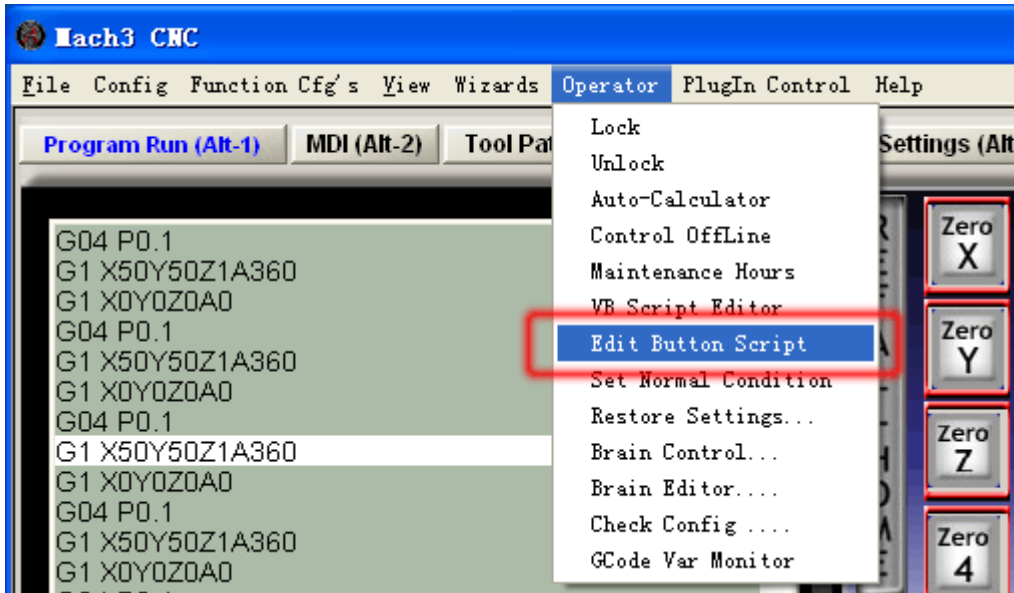 Mach3 CNC
File Config Function Cfg's View Wizards Operator PlugIn Control Help
Program Run (Alt-1) MDI (Alt-2) Tool Pat Settings (Alt
Lock
Unlock
Auto-Calculator
Control OffLine
Maintenance Hours
VB Script Editor
Edit Button Script
Set Normal Condition
Restore Settings...
Brain Control...
Brain Editor....
Check Config ....
GCode Var Monitor
G04 P0.1
G1 X50Y50Z1A360
G1 X0Y0Z0A0
G04 P0.1
G1 X50Y50Z1A360
G1 X0Y0Z0A0
G04 P0.1
G1 X50Y50Z1A360
G1 X0Y0Z0A0
G04 P0.1
G1 X50Y50Z1A360
G1 X0Y0Z0A0
Zero
X
Zero
Y
Zero
Z
Zero
4